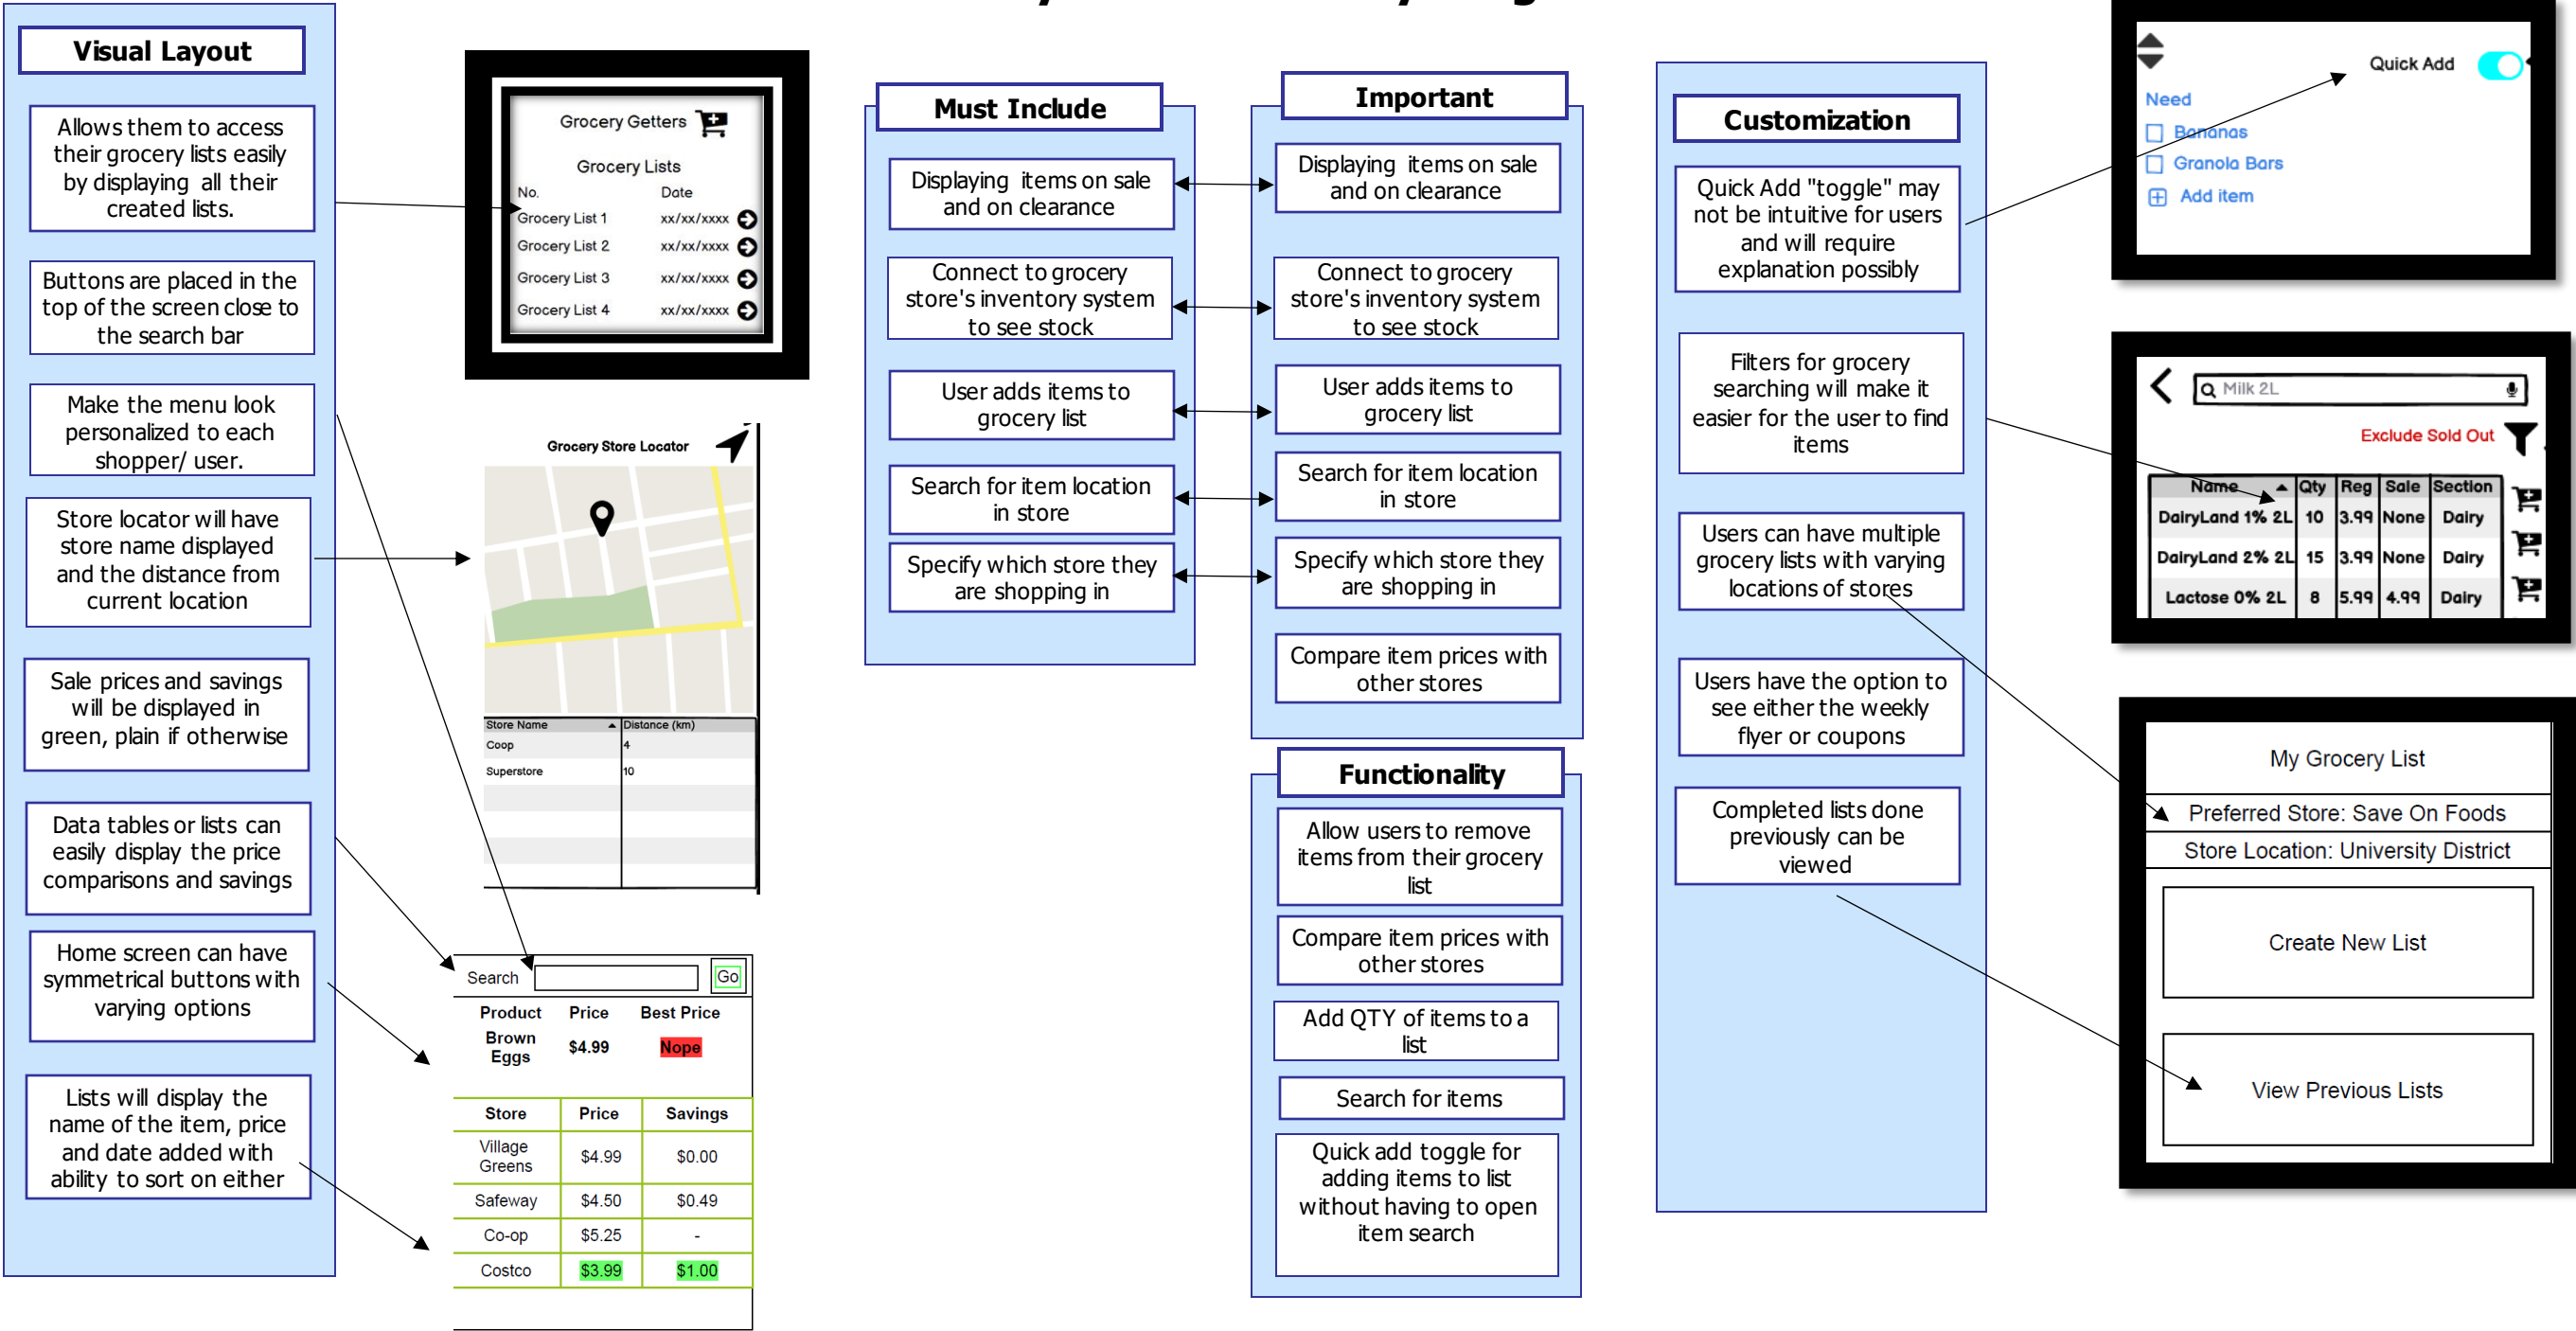 Visual Layout
Allows them to access
their grocery lists easily
by displaying all their
created lists.
Buttons are placed in the
top of the screen close to
the search bar
Make the menu look
personalized to each
shopper/ user.
Store locator will have
store name displayed
and the distance from
current location
Sale prices and savings
will be displayed in
green, plain if otherwise
Data tables or lists can
easily display the price
comparisons and savings
Home screen can have
symmetrical buttons with
varying options
Lists will display the
name of the item, price
and date added with
ability to sort on either
Grocery Getters
Grocery Lists
No. Date
Grocery List 1 xx/xx/xxxx
Grocery List 2 xx/xx/xxxx
Grocery List 3 xx/xx/xxxx
Grocery List 4 xx/xx/xxxx
Grocery Store Locator
Store Name Distance (km)
Coop 4
Superstore 10
Search Go
Product Price Best Price
Brown
Eggs $4.99 Nope
Store Price Savings
Village
Greens $4.99 $0.00
Safeway $4.50 $0.49
Co-op $5.25 -
Costco $3.99 $1.00
Must Include
Displaying items on sale
and on clearance
Connect to grocery
store's inventory system
to see stock
User adds items to
grocery list
Search for item location
in store
Specify which store they
are shopping in
Important
Displaying items on sale
and on clearance
Connect to grocery
store's inventory system
to see stock
User adds items to
grocery list
Search for item location
in store
Specify which store they
are shopping in
Compare item prices with
other stores
Functionality
Allow users to remove
items from their grocery
list
Compare item prices with
other stores
Add QTY of items to a
list
Search for items
Quick add toggle for
adding items to list
without having to open
item search
Customization
Quick Add "toggle" may
not be intuitive for users
and will require
explanation possibly
Filters for grocery
searching will make it
easier for the user to find
items
Users can have multiple
grocery lists with varying
locations of stores
Users have the option to
see either the weekly
flyer or coupons
Completed lists done
previously can be
viewed
Quick Add
Need
Bananas
Granola Bars
Add item
Milk 2L
Exclude Sold Out
Name Qty Reg Sale Section
DairyLand 1% 2L 10 3.99 None Dairy
DairyLand 2% 2L 15 3.99 None Dairy
Lactose 0% 2L 8 5.99 4.99 Dairy
My Grocery List
Preferred Store: Save On Foods
Store Location: University District
Create New List
View Previous Lists